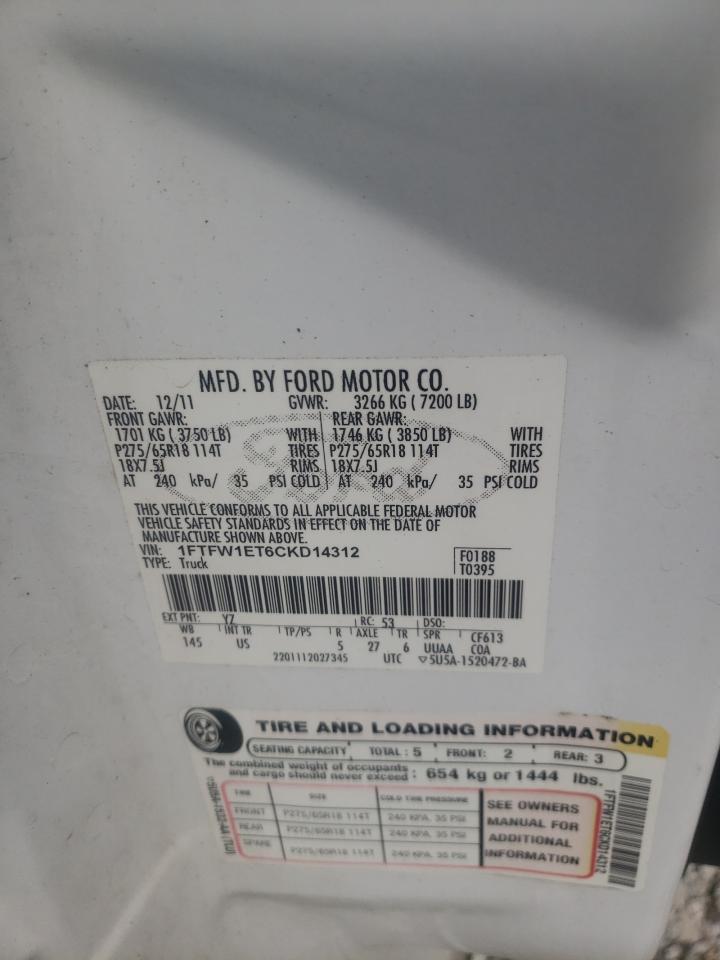 MFD. BY FORD MOTOR CO.
DATE: 12/11 GVWR: 3266 KG ( 7200 LB)
FRONT GAWR: REAR GAWR:
1701 KG ( 3750 LB) WITH 1746 KG ( 3850 LB) WITH
P275/65R18 114T TIRES P275/65R18 114T TIRES
18X7.5J RIMS 18X7.5J RIMS
AT 240 kPa/ 35 PSI COLD AT 240 kPa/ 35 PSI COLD
Ford
THIS VEHICLE CONFORMS TO ALL APPLICABLE FEDERAL MOTOR
VEHICLE SAFETY STANDARDS IN EFFECT ON THE DATE OF
MANUFACTURE SHOWN ABOVE.
VIN: 1FTFW1ET6CKD14312 F0188
TYPE: Truck T0395
EXT PNT: YZ RC: 53 DSO:
WB INT TR TP/PS R AXLE TR SPR CF613
145 US 5 27 6 UUAA COA
2201112027345 UTC ▽5U5A-1520472-BA
TIRE AND LOADING INFORMATION
SEATING CAPACITY TOTAL : 5 FRONT: 2 REAR: 3
The combined weight of occupants
and cargo should never exceed : 654 kg or 1444 lbs.
TIRE SIZE COLD TIRE PRESSURE
FRONT P275/65R18 114T 240 KPA, 35 PSI
REAR P275/65R18 114T 240 KPA, 35 PSI
SPARE P275/65R18 114T 240 KPA, 35 PSI
SEE OWNERS
MANUAL FOR
ADDITIONAL
INFORMATION
1FTFW1ET6CKD14312